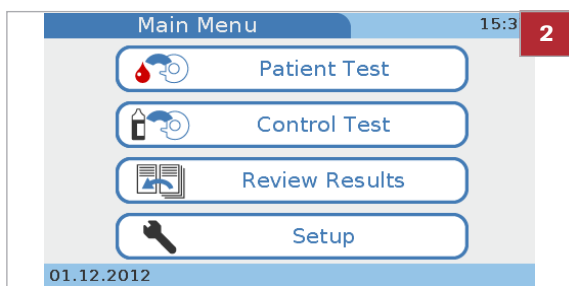 Main Menu 15:3
2
Patient Test
Control Test
Review Results
Setup
01.12.2012